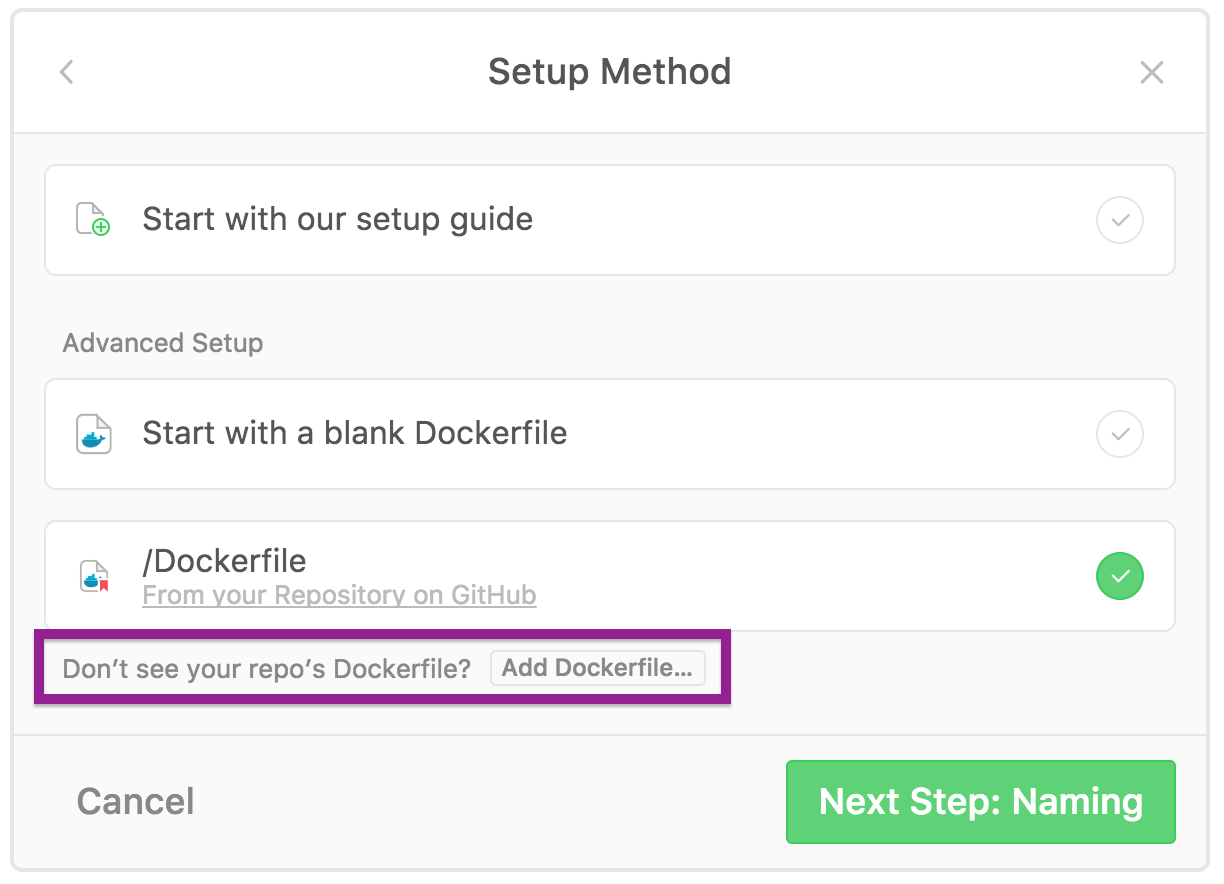 Setup Method
Start with our setup guide
Advanced Setup
Start with a blank Dockerfile
/Dockerfile
From your Repository on GitHub
Don’t see your repo’s Dockerfile? Add Dockerfile...
Cancel
Next Step: Naming